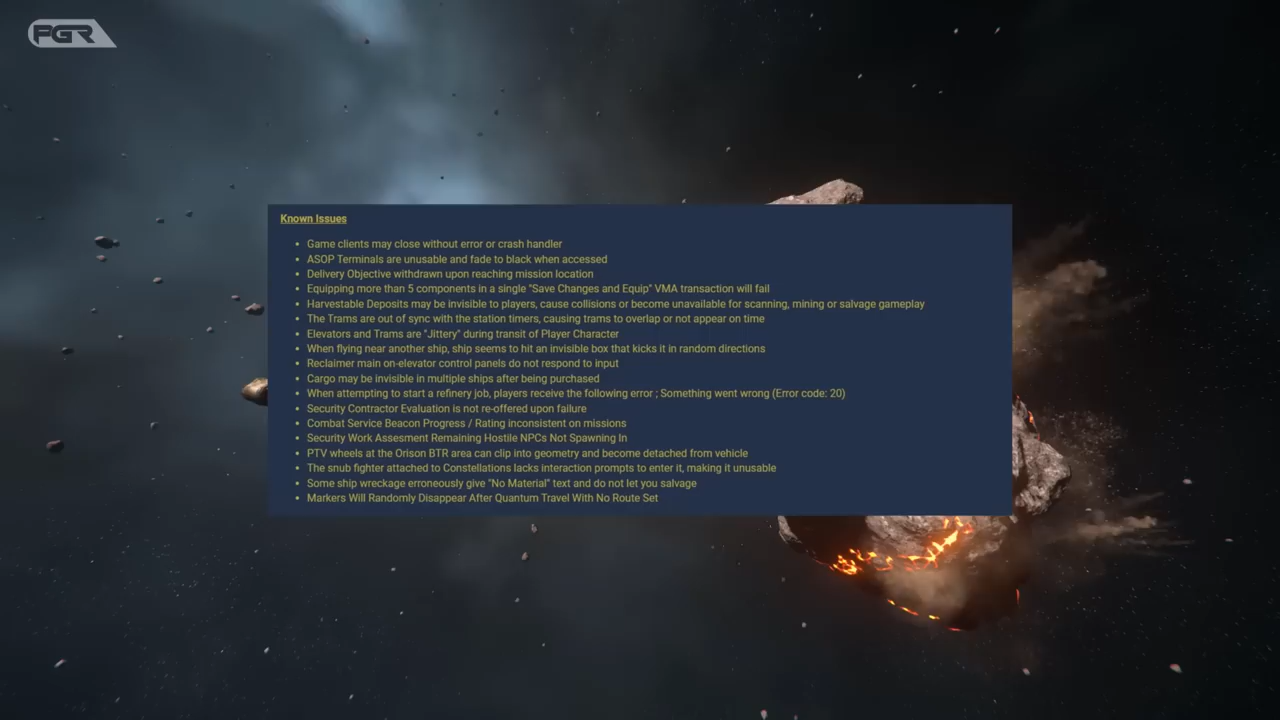 PGR
Known Issues
• Game clients may close without error or crash handler
• ASOP Terminals are unusable and fade to black when accessed
• Delivery Objective withdrawn upon reaching mission location
• Equipping more than 5 components in a single "Save Changes and Equip" VMA transaction will fail
• Harvestable Deposits may be invisible to players, cause collisions or become unavailable for scanning, mining or salvage gameplay
• The Trams are out of sync with the station timers, causing trams to overlap or not appear on time
• Elevators and Trams are "Jittery" during transit of Player Character
• When flying near another ship, ship seems to hit an invisible box that kicks it in random directions
• Reclaimer main on-elevator control panels do not respond to input
• Cargo may be invisible in multiple ships after being purchased
• When attempting to start a refinery job, players receive the following error ; Something went wrong (Error code: 20)
• Security Contractor Evaluation is not re-offered upon failure
• Combat Service Beacon Progress / Rating inconsistent on missions
• Security Work Assesment Remaining Hostile NPCs Not Spawning In
• PTV wheels at the Orison BTR area can clip into geometry and become detached from vehicle
• The snub fighter attached to Constellations lacks interaction prompts to enter it, making it unusable
• Some ship wreckage erroneously give "No Material" text and do not let you salvage
• Markers Will Randomly Disappear After Quantum Travel With No Route Set